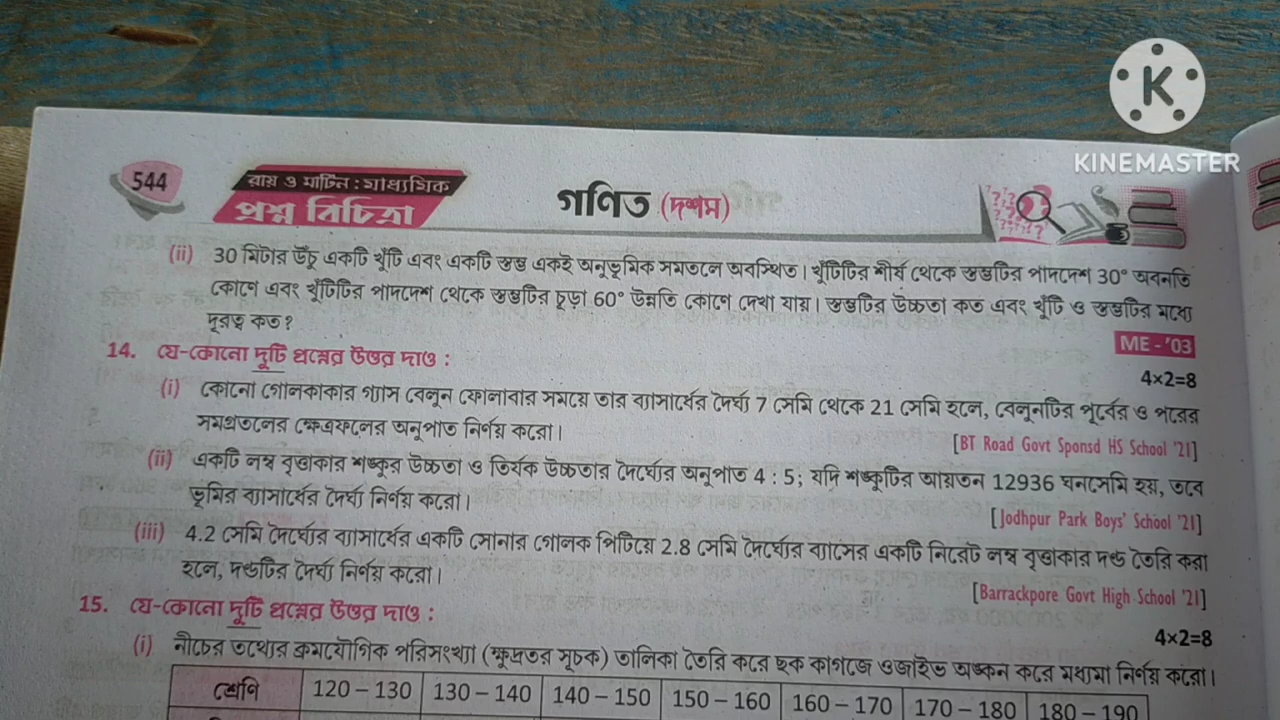 KINEMASTER
544
রায় ও মার্টিন : মাধ্যমিক
প্রশ্ন বিচিত্রা
গণিত (দশম)
(ii) 30 মিটার উঁচু একটি খুঁটি এবং একটি স্তম্ভ একই অনুভূমিক সমতলে অবস্থিত। খুঁটিটির শীর্ষ থেকে স্তম্ভটির পাদদেশ 30° অবনতি
কোণে এবং খুঁটিটির পাদদেশ থেকে স্তম্ভটির চূড়া 60° উন্নতি কোণে দেখা যায়। স্তম্ভটির উচ্চতা কত এবং খুঁটি ও স্তম্ভটির মধ্যে
দূরত্ব কত?
ME - '03
14. যে-কোনো দুটি প্রশ্নের উত্তর দাও :
4×2=8
(i) কোনো গোলকাকার গ্যাস বেলুন ফোলাবার সময়ে তার ব্যাসার্ধের দৈর্ঘ্য 7 সেমি থেকে 21 সেমি হলে, বেলুনটির পূর্বের ও পরের
সমগ্রতলের ক্ষেত্রফলের অনুপাত নির্ণয় করো।
[BT Road Govt Sponsd HS School '21]
(ii) একটি লম্ব বৃত্তাকার শঙ্কুর উচ্চতা ও তির্যক উচ্চতার দৈর্ঘ্যের অনুপাত 4 : 5; যদি শঙ্কুটির আয়তন 12936 ঘনসেমি হয়, তবে
ভূমির ব্যাসার্ধের দৈর্ঘ্য নির্ণয় করো।
[Jodhpur Park Boys' School '21]
(iii) 4.2 সেমি দৈর্ঘ্যের ব্যাসার্ধের একটি সোনার গোলক পিটিয়ে 2.8 সেমি দৈর্ঘ্যের ব্যাসের একটি নিরেট লম্ব বৃত্তাকার দণ্ড তৈরি করা
হলে, দণ্ডটির দৈর্ঘ্য নির্ণয় করো।
[Barrackpore Govt High School '21]
15. যে-কোনো দুটি প্রশ্নের উত্তর দাও :
4×2=8
(i) নীচের তথ্যের ক্রমযৌগিক পরিসংখ্যা (ক্ষুদ্রতর সূচক) তালিকা তৈরি করে ছক কাগজে ওজাইভ অঙ্কন করে মধ্যমা নির্ণয় করো।
শ্রেণি 120 – 130 130 – 140 140 – 150 150 – 160 160 – 170 170 – 180 180 – 190